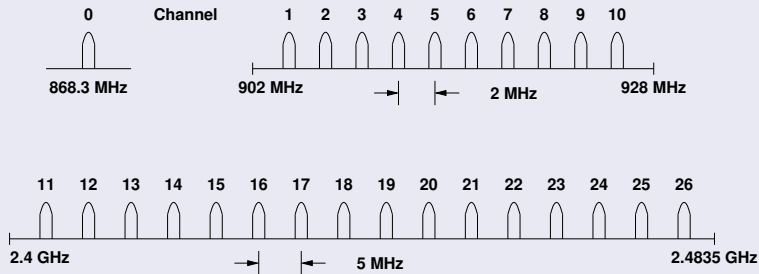 0 Channel 1 2 3 4 5 6 7 8 9 10
868.3 MHz 902 MHz 928 MHz
2 MHz
11 12 13 14 15 16 17 18 19 20 21 22 23 24 25 26
2.4 GHz 2.4835 GHz
5 MHz